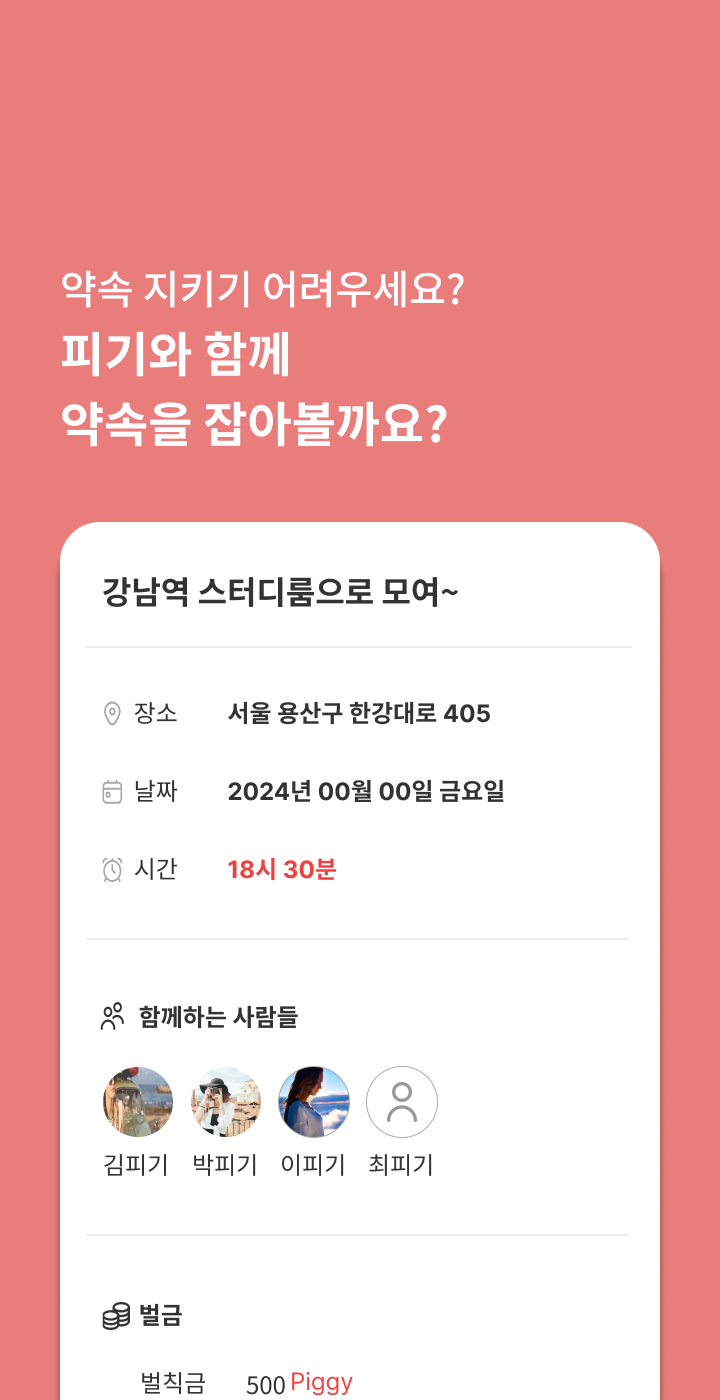 약속 지키기 어려우세요?
피기와 함께
약속을 잡아볼까요?
강남역 스터디룸으로 모여~
장소 서울 용산구 한강대로 405
날짜 2024년 00월 00일 금요일
시간 18시 30분
함께하는 사람들
김피기 박피기 이피기 최피기
벌금
벌칙금 500 Piggy